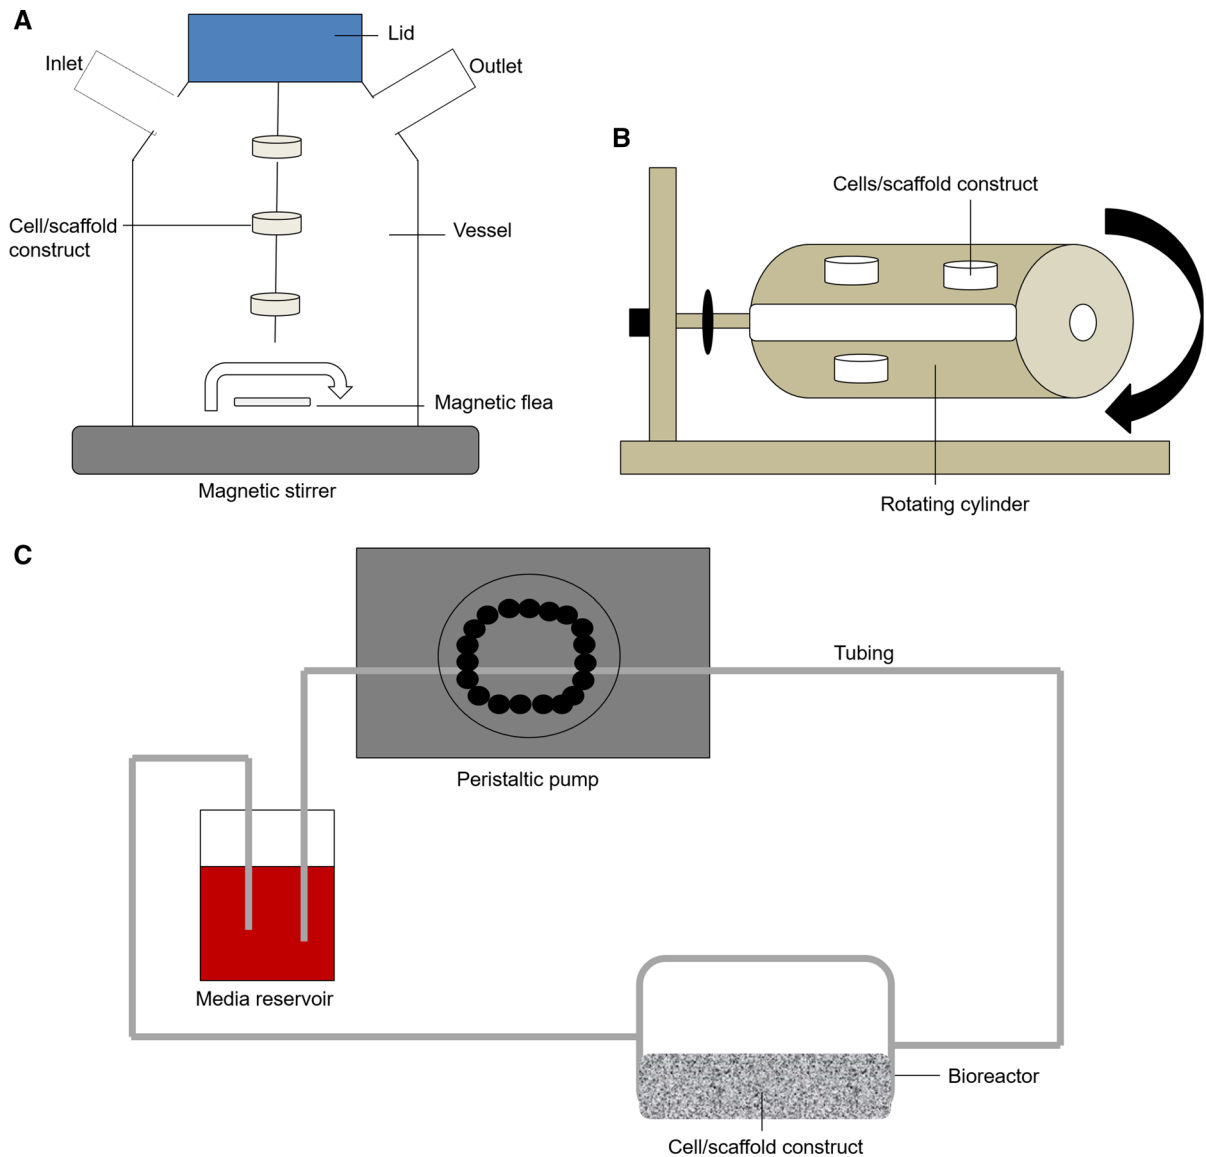 A
Lid
Inlet
Outlet
Cell/scaffold
construct
Vessel
Magnetic flea
Magnetic stirrer
B
Cells/scaffold construct
Rotating cylinder
C
Tubing
Peristaltic pump
Media reservoir
Bioreactor
Cell/scaffold construct